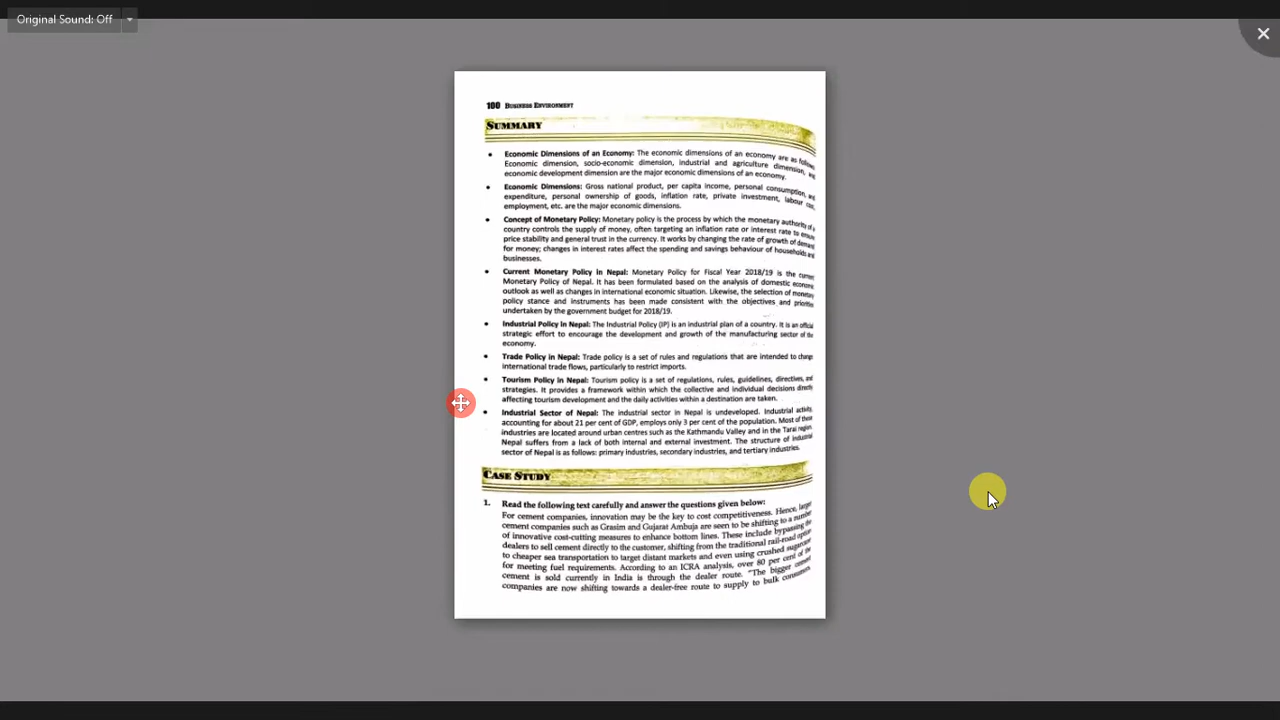 Original Sound: Off
100 BUSINESS ENVIRONMENT
SUMMARY
• Economic Dimensions of an Economy: The economic dimensions of an economy are as follows
Economic dimension, socio-economic dimension, industrial and agriculture dimension, and
economic development dimension are the major economic dimensions of an economy.
• Economic Dimensions: Gross national product, per capita income, personal consumption, and
expenditure, personal ownership of goods, inflation rate, private investment, labour cost,
employment, etc. are the major economic dimensions.
• Concept of Monetary Policy: Monetary policy is the process by which the monetary authority of a
country controls the supply of money, often targeting an inflation rate or interest rate to ensure
price stability and general trust in the currency. It works by changing the rate of growth of demand
for money; changes in interest rates affect the spending and savings behaviour of households and
businesses.
• Current Monetary Policy in Nepal: Monetary Policy for Fiscal Year 2018/19 is the current
Monetary Policy of Nepal. It has been formulated based on the analysis of domestic economic
outlook as well as changes in international economic situation. Likewise, the selection of monetary
policy stance and instruments has been made consistent with the objectives and priorities
undertaken by the government budget for 2018/19.
• Industrial Policy in Nepal: The Industrial Policy (IP) is an industrial plan of a country. It is an official
strategic effort to encourage the development and growth of the manufacturing sector of the
economy.
• Trade Policy in Nepal: Trade policy is a set of rules and regulations that are intended to change
international trade flows, particularly to restrict imports.
• Tourism Policy in Nepal: Tourism policy is a set of regulations, rules, guidelines, directives, and
strategies. It provides a framework within which the collective and individual decisions directly
affecting tourism development and the daily activities within a destination are taken.
• Industrial Sector of Nepal: The industrial sector in Nepal is undeveloped. Industrial activity,
accounting for about 21 per cent of GDP, employs only 3 per cent of the population. Most of these
industries are located around urban centres such as the Kathmandu Valley and in the Tarai region.
Nepal suffers from a lack of both internal and external investment. The structure of industrial
sector of Nepal is as follows: primary industries, secondary industries, and tertiary industries.
CASE STUDY
1. Read the following text carefully and answer the questions given below:
For cement companies, innovation may be the key to cost competitiveness. Hence, larger
cement companies such as Grasim and Gujarat Ambuja are seen to be shifting to a number
of innovative cost-cutting measures to enhance bottom lines. These include bypassing the
dealers to sell cement directly to the customer, shifting from the traditional rail-road option
to cheaper sea transportation to target distant markets and even using crushed sugarcane
for meeting fuel requirements. According to an ICRA analysis, over 80 per cent of the
cement is sold currently in India is through the dealer route. "The bigger cement
companies are now shifting towards a dealer-free route to supply to bulk consumers